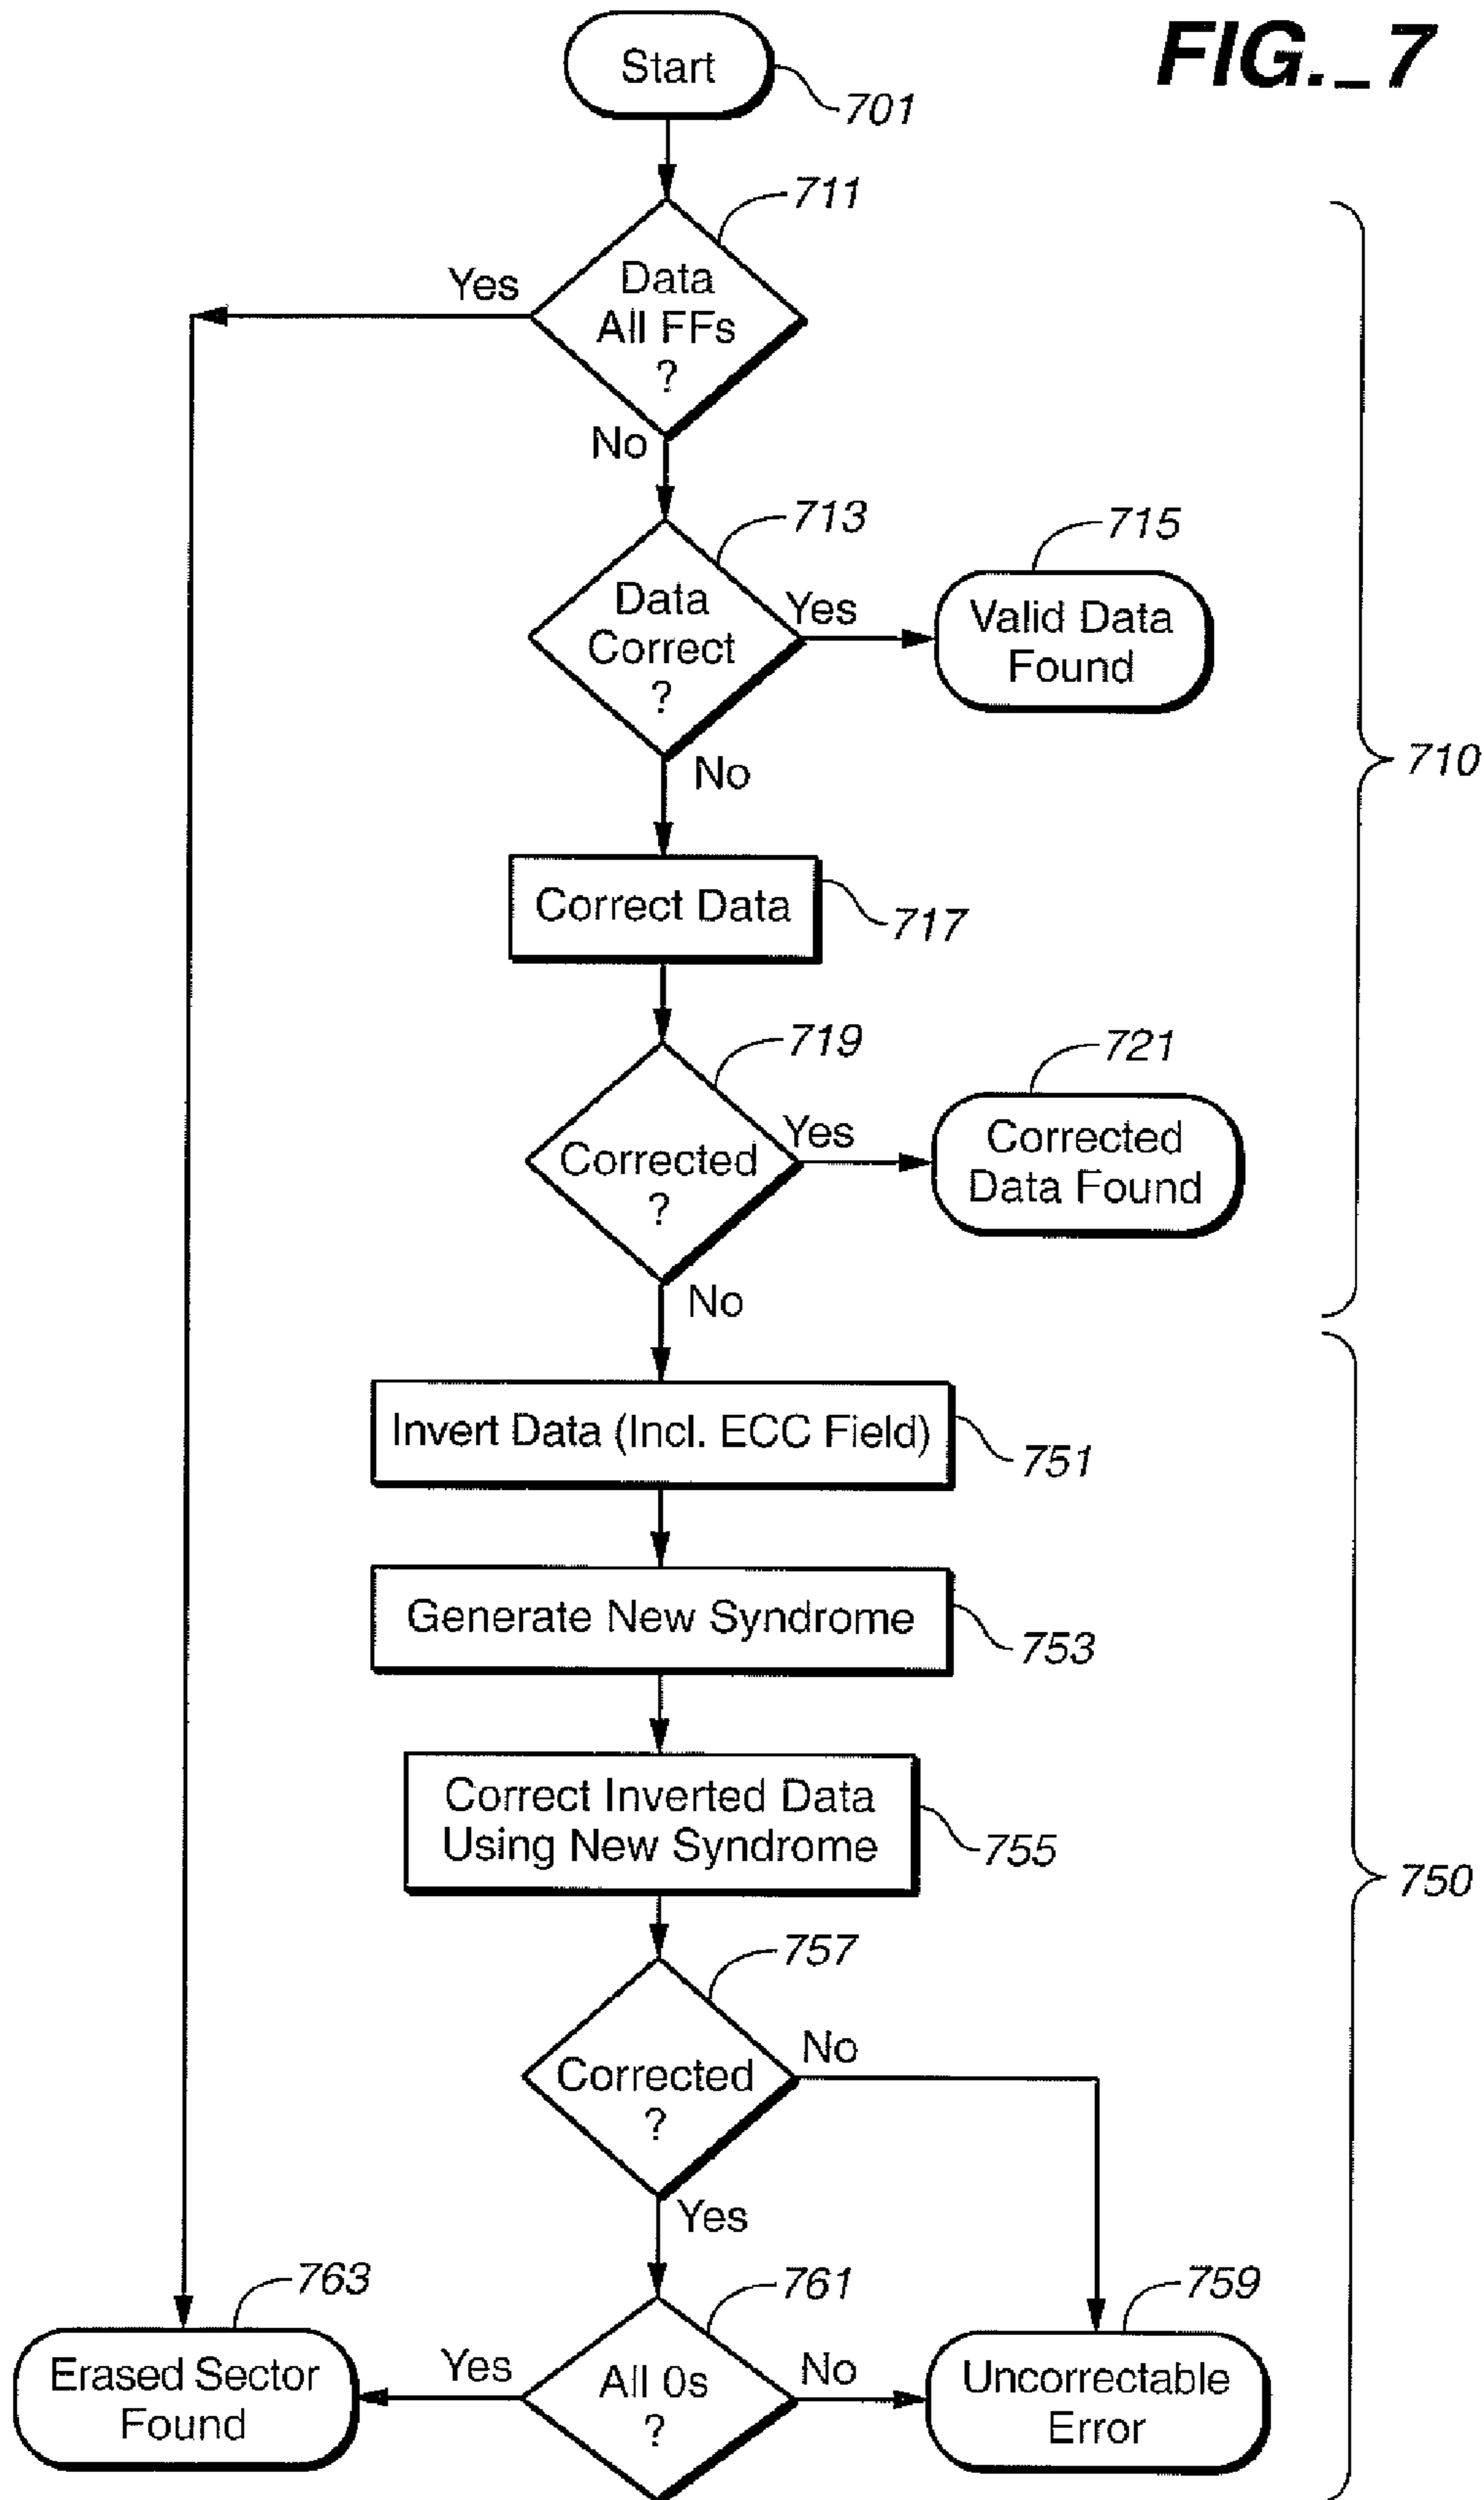 FIG._7
Start
701
711
Data
All FFs
?
Yes
No
713
Data
Correct
?
Yes
715
Valid Data
Found
710
No
Correct Data
717
719
Corrected
?
Yes
721
Corrected
Data Found
No
Invert Data (Incl. ECC Field)
751
Generate New Syndrome
753
Correct Inverted Data
Using New Syndrome
755
750
757
Corrected
?
No
Yes
763
Erased Sector
Found
Yes
761
All 0s
?
No
759
Uncorrectable
Error